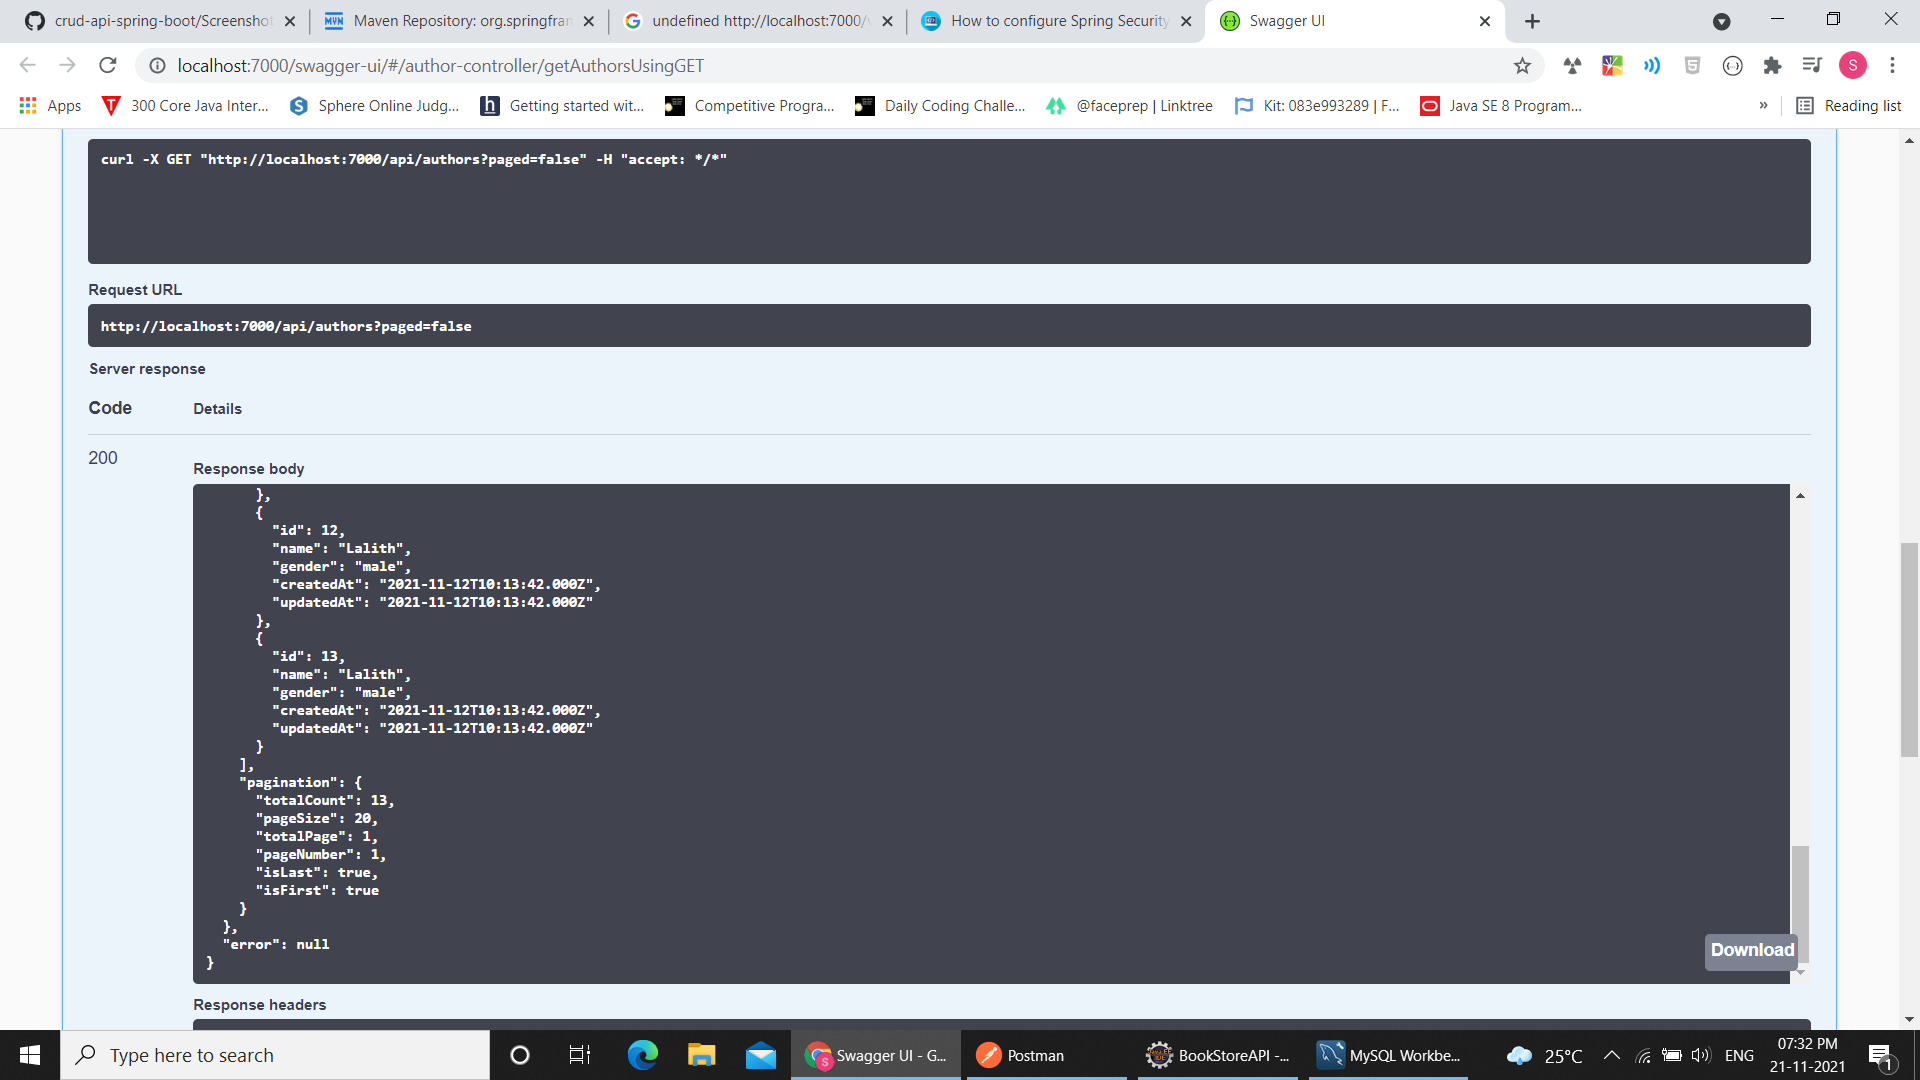 crud-api-spring-boot/Screenshot
Maven Repository: org.springfran
undefined http://localhost:7000/
How to configure Spring Security
Swagger UI
localhost:7000/swagger-ui/#/author-controller/getAuthorsUsingGET
S
Apps
300 Core Java Inter...
Sphere Online Judg...
Getting started wit...
Competitive Progra...
Daily Coding Challe...
@faceprep | Linktree
Kit: 083e993289 | F...
Java SE 8 Program...
»
Reading list
curl -X GET "http://localhost:7000/api/authors?paged=false" -H "accept: */*"
Request URL
http://localhost:7000/api/authors?paged=false
Server response
Code Details
200
Response body
},
{
"id": 12,
"name": "Lalith",
"gender": "male",
"createdAt": "2021-11-12T10:13:42.000Z",
"updatedAt": "2021-11-12T10:13:42.000Z"
},
{
"id": 13,
"name": "Lalith",
"gender": "male",
"createdAt": "2021-11-12T10:13:42.000Z",
"updatedAt": "2021-11-12T10:13:42.000Z"
}
],
"pagination": {
"totalCount": 13,
"pageSize": 20,
"totalPage": 1,
"pageNumber": 1,
"isLast": true,
"isFirst": true
}
},
"error": null
}
Download
Response headers
Type here to search
Swagger UI - G...
Postman
BookStoreAPI -...
MySQL Workbe...
25°C
ENG
07:32 PM
21-11-2021
1